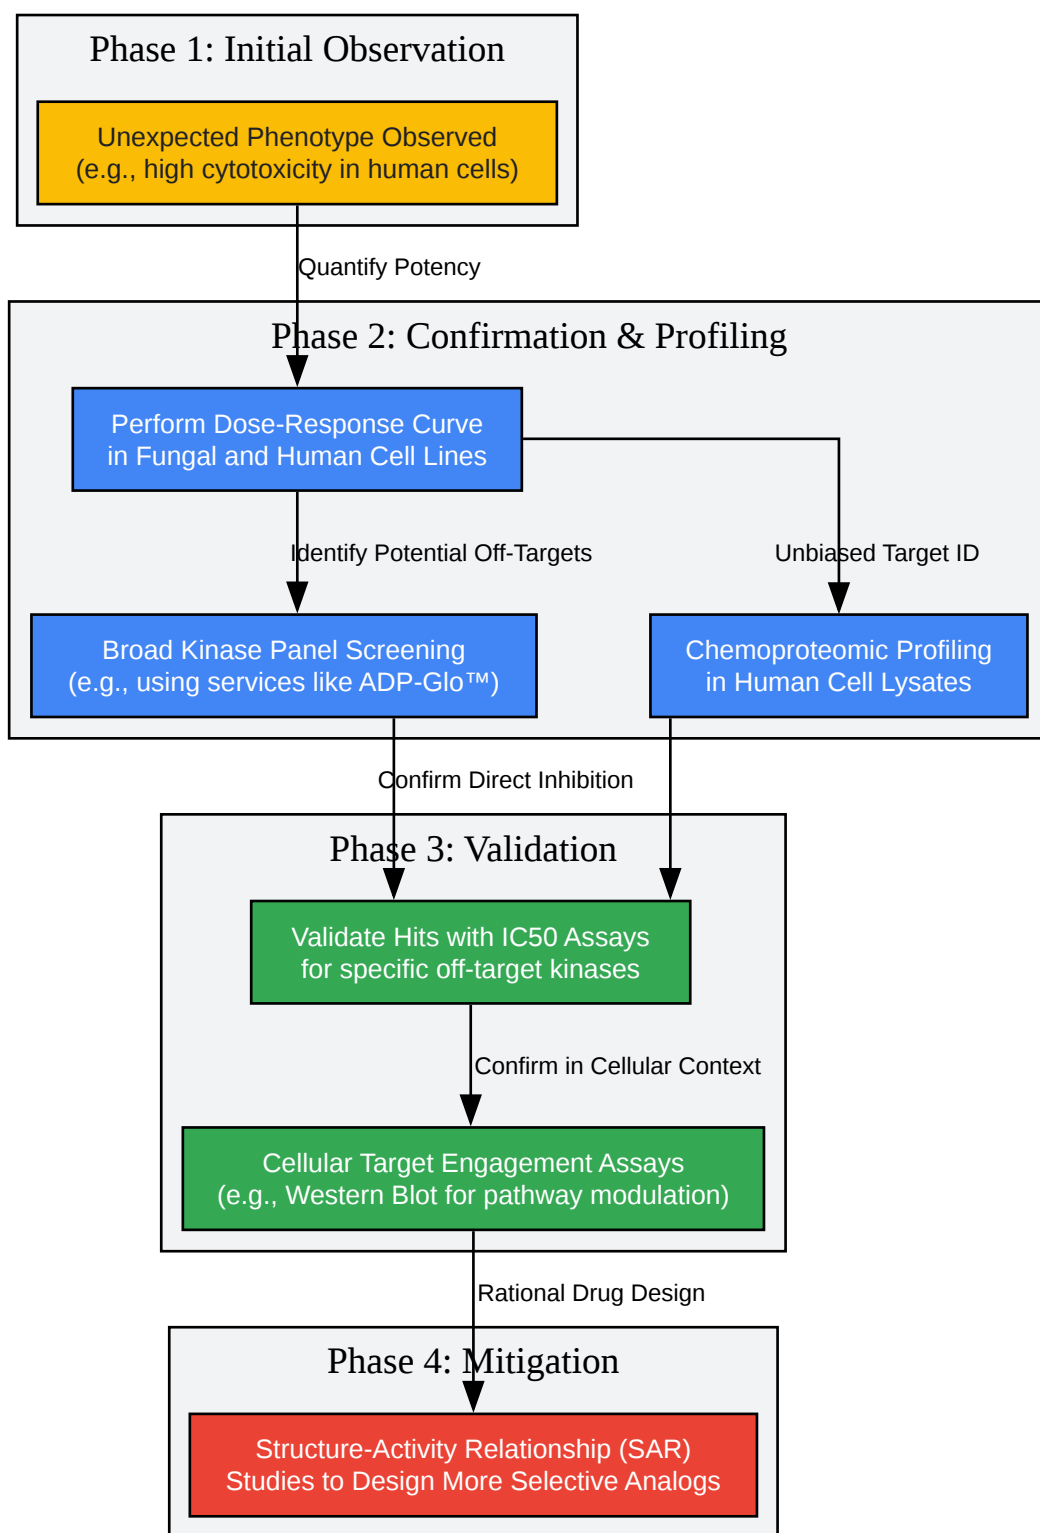 Phase 1: Initial Observation
Unexpected Phenotype Observed
(e.g., high cytotoxicity in human cells)
Quantify Potency
Phase 2: Confirmation & Profiling
Perform Dose-Response Curve
in Fungal and Human Cell Lines
Identify Potential Off-Targets
Unbiased Target ID
Broad Kinase Panel Screening
(e.g., using services like ADP-Glo™)
Chemoproteomic Profiling
in Human Cell Lysates
Confirm Direct Inhibition
Phase 3: Validation
Validate Hits with IC50 Assays
for specific off-target kinases
Confirm in Cellular Context
Cellular Target Engagement Assays
(e.g., Western Blot for pathway modulation)
Rational Drug Design
Phase 4: Mitigation
Structure-Activity Relationship (SAR)
Studies to Design More Selective Analogs